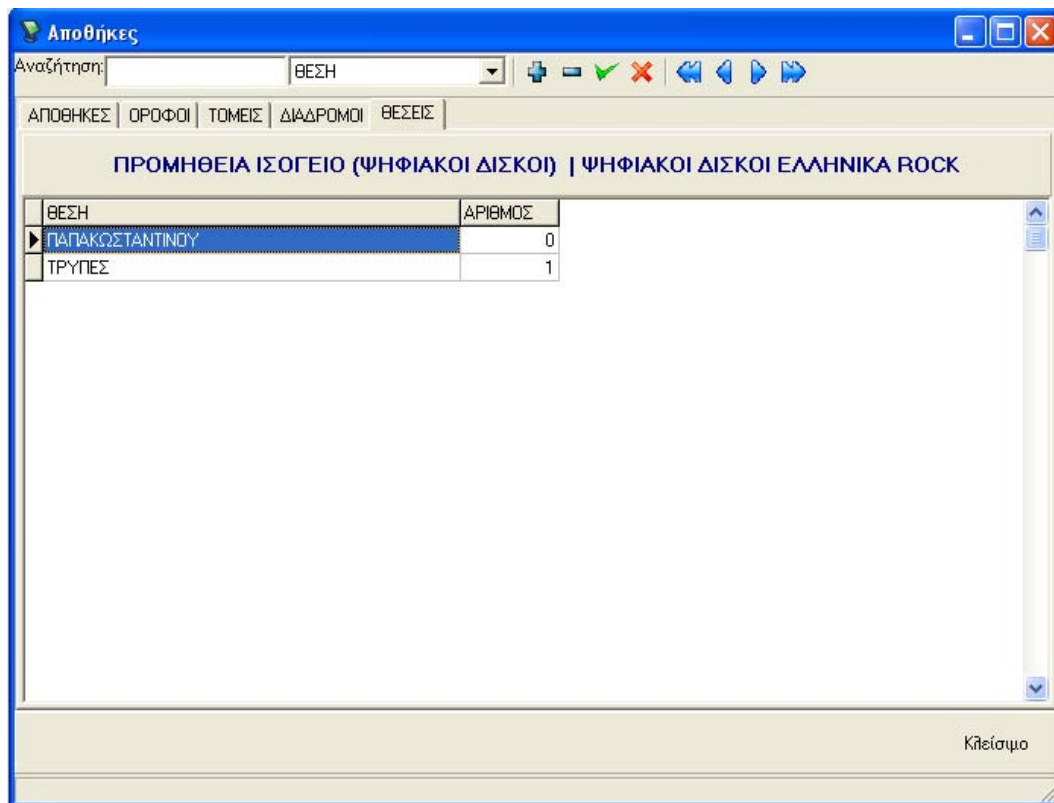 Αποθήκες
Αναζήτηση: ΘΕΣΗ
ΑΠΟΘΗΚΕΣ ΟΡΟΦΟΙ ΤΟΜΕΙΣ ΔΙΑΔΡΟΜΟΙ ΘΕΣΕΙΣ
ΠΡΟΜΗΘΕΙΑ ΙΣΟΓΕΙΟ (ΨΗΦΙΑΚΟΙ ΔΙΣΚΟΙ) | ΨΗΦΙΑΚΟΙ ΔΙΣΚΟΙ ΕΛΛΗΝΙΚΑ ROCK
ΘΕΣΗ ΑΡΙΘΜΟΣ
ΠΑΠΑΚΩΣΤΑΝΤΙΝΟΥ 0
ΤΡΥΠΕΣ 1
Κλείσιμο